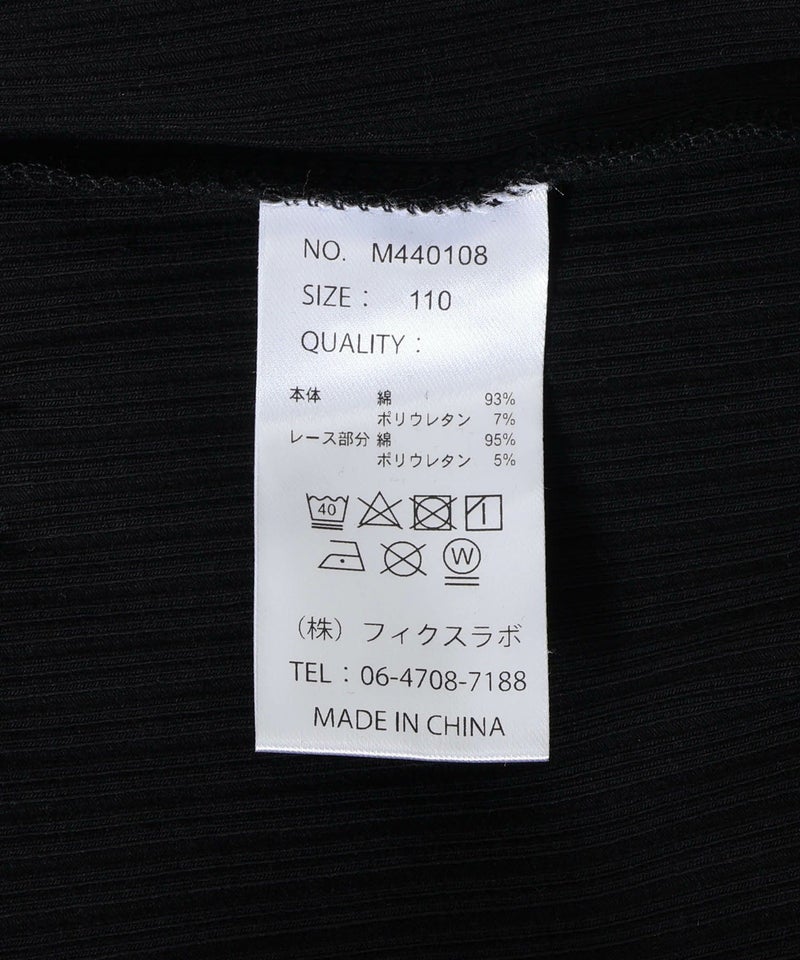 NO. M440108
SIZE： 110
QUALITY：
本体 綿 93%
ポリウレタン 7%
レース部分 綿 95%
ポリウレタン 5%
40
W
（株）フィクスラボ
TEL：06-4708-7188
MADE IN CHINA